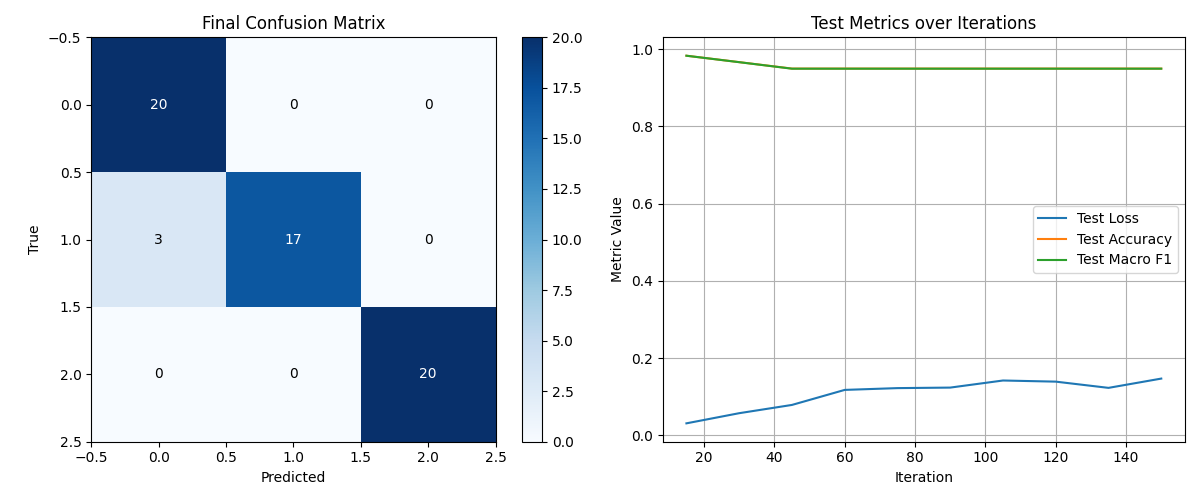 Final Confusion Matrix
−0.5
0.0
0.5
1.0
1.5
2.0
2.5
True
20 0 0
3 17 0
0 0 20
−0.5 0.0 0.5 1.0 1.5 2.0 2.5
Predicted
20.0
17.5
15.0
12.5
10.0
7.5
5.0
2.5
0.0
Test Metrics over Iterations
1.0
0.8
0.6
0.4
0.2
0.0
Metric Value
Test Loss
Test Accuracy
Test Macro F1
20 40 60 80 100 120 140
Iteration